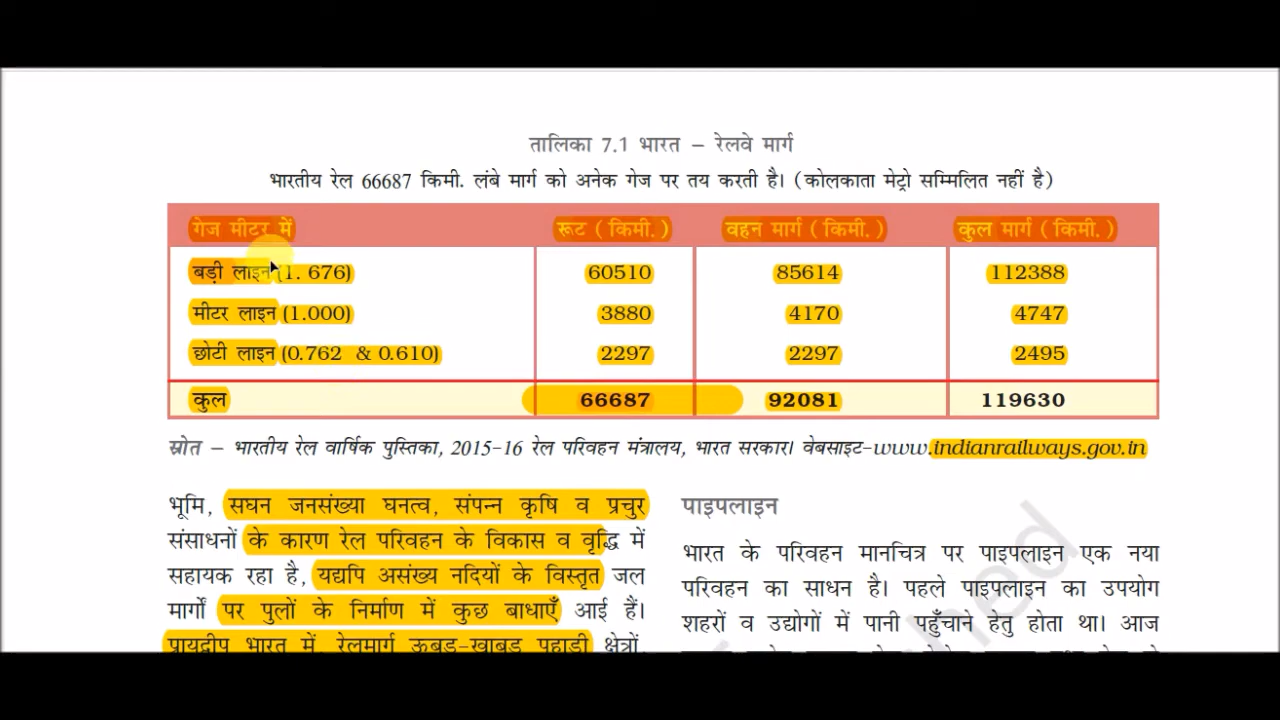 तालिका 7.1 भारत – रेलवे मार्ग
भारतीय रेल 66687 किमी. लंबे मार्ग को अनेक गेज पर तय करती है। (कोलकाता मेट्रो सम्मिलित नहीं है)
गेज मीटर में रूट (किमी.) वहन मार्ग (किमी.) कुल मार्ग (किमी.)
बड़ी लाइन (1. 676) 60510 85614 112388
मीटर लाइन (1.000) 3880 4170 4747
छोटी लाइन (0.762 & 0.610) 2297 2297 2495
कुल 66687 92081 119630
स्रोत – भारतीय रेल वार्षिक पुस्तिका, 2015-16 रेल परिवहन मंत्रालय, भारत सरकार। वेबसाइट-www.indianrailways.gov.in
भूमि, सघन जनसंख्या घनत्व, संपन्न कृषि व प्रचुर
संसाधनों के कारण रेल परिवहन के विकास व वृद्धि में
सहायक रहा है, यद्यपि असंख्य नदियों के विस्तृत जल
मार्गों पर पुलों के निर्माण में कुछ बाधाएँ आई हैं।
प्रायद्वीप भारत में, रेलमार्ग ऊबड़-खाबड़ पहाड़ी क्षेत्रों,
पाइपलाइन
भारत के परिवहन मानचित्र पर पाइपलाइन एक नया
परिवहन का साधन है। पहले पाइपलाइन का उपयोग
शहरों व उद्योगों में पानी पहुँचाने हेतु होता था। आज